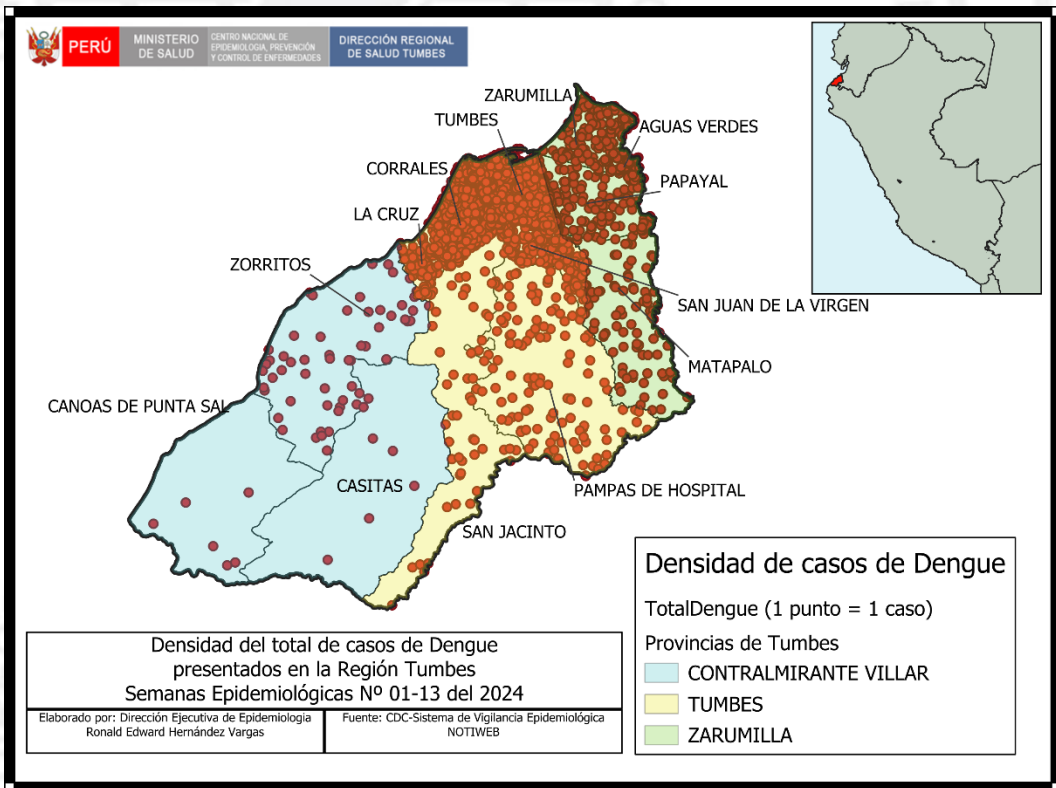 PERÚ
MINISTERIO
DE SALUD
CENTRO NACIONAL DE
EPIDEMIOLOGIA, PREVENCIÓN
Y CONTROL DE ENFERMEDADES
DIRECCIÓN REGIONAL
DE SALUD TUMBES
ZARUMILLA
TUMBES
AGUAS VERDES
CORRALES
PAPAYAL
LA CRUZ
ZORRITOS
SAN JUAN DE LA VIRGEN
MATAPALO
CANOAS DE PUNTA SAL
CASITAS
PAMPAS DE HOSPITAL
SAN JACINTO
Densidad de casos de Dengue
TotalDengue (1 punto = 1 caso)
Provincias de Tumbes
CONTRALMIRANTE VILLAR
TUMBES
ZARUMILLA
Densidad del total de casos de Dengue
presentados en la Región Tumbes
Semanas Epidemiológicas Nº 01-13 del 2024
Elaborado por: Dirección Ejecutiva de Epidemiologia
Ronald Edward Hernández Vargas
Fuente: CDC-Sistema de Vigilancia Epidemiológica
NOTIWEB